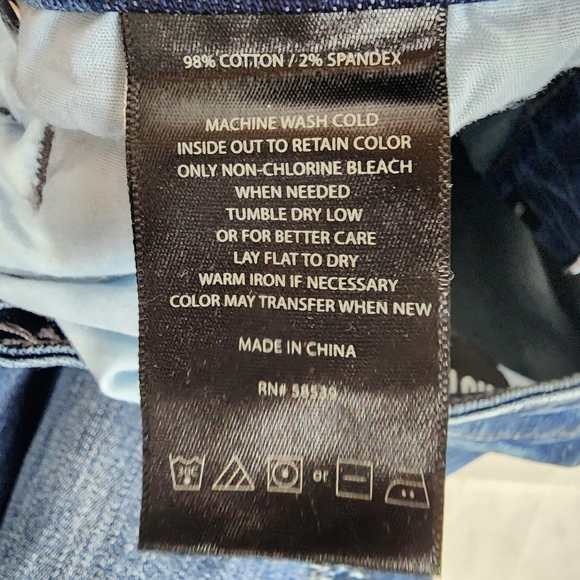 98% COTTON / 2% SPANDEX
MACHINE WASH COLD
INSIDE OUT TO RETAIN COLOR
ONLY NON-CHLORINE BLEACH
WHEN NEEDED
TUMBLE DRY LOW
OR FOR BETTER CARE
LAY FLAT TO DRY
WARM IRON IF NECESSARY
COLOR MAY TRANSFER WHEN NEW
MADE IN CHINA
RN# 58539
or